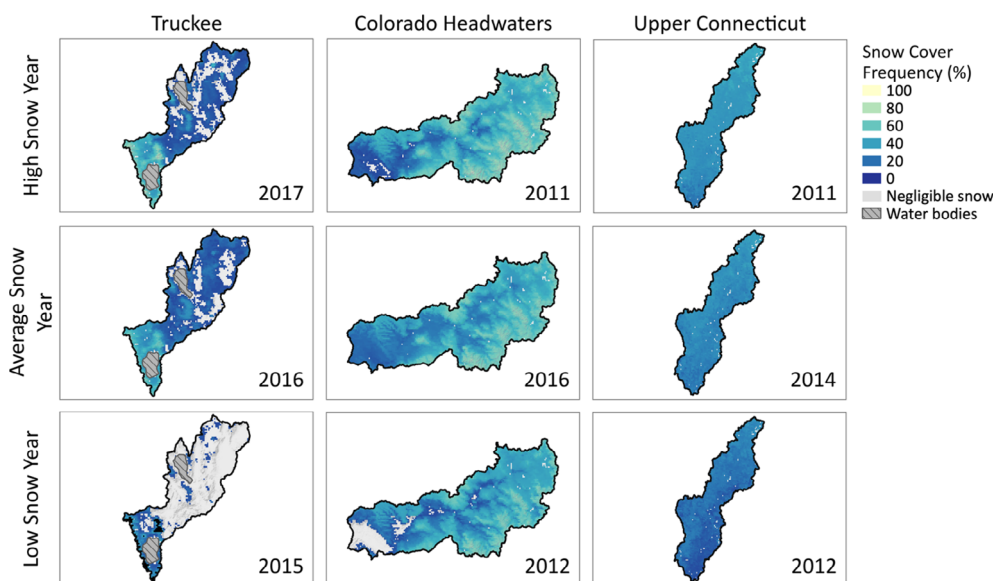 Truckee
Colorado Headwaters
Upper Connecticut
High Snow Year
2017
2011
2011
Snow Cover
Frequency (%)
100
80
60
40
20
0
Negligible snow
Water bodies
Average Snow
Year
2016
2016
2014
Low Snow Year
2015
2012
2012